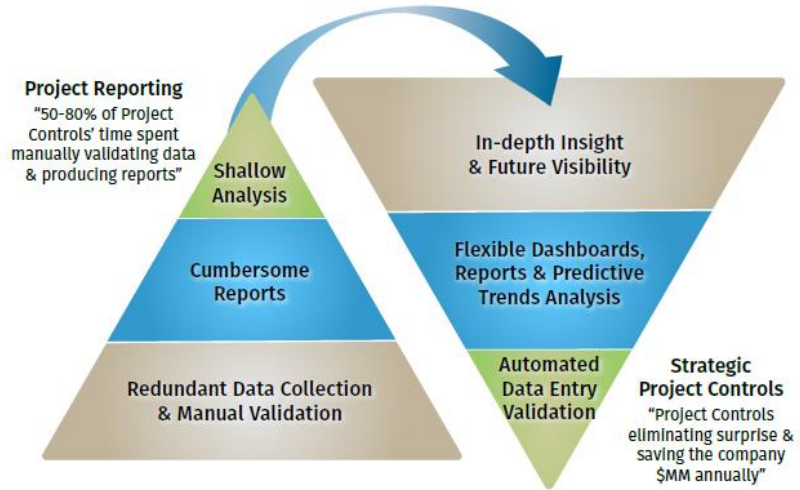 Project Reporting
“50-80% of Project
Controls’ time spent
manually validating data
& producing reports”
Shallow
Analysis
Cumbersome
Reports
Redundant Data Collection
& Manual Validation
In-depth Insight
& Future Visibility
Flexible Dashboards,
Reports & Predictive
Trends Analysis
Automated
Data Entry
Validation
Strategic
Project Controls
“Project Controls
eliminating surprise &
saving the company
$MM annually”